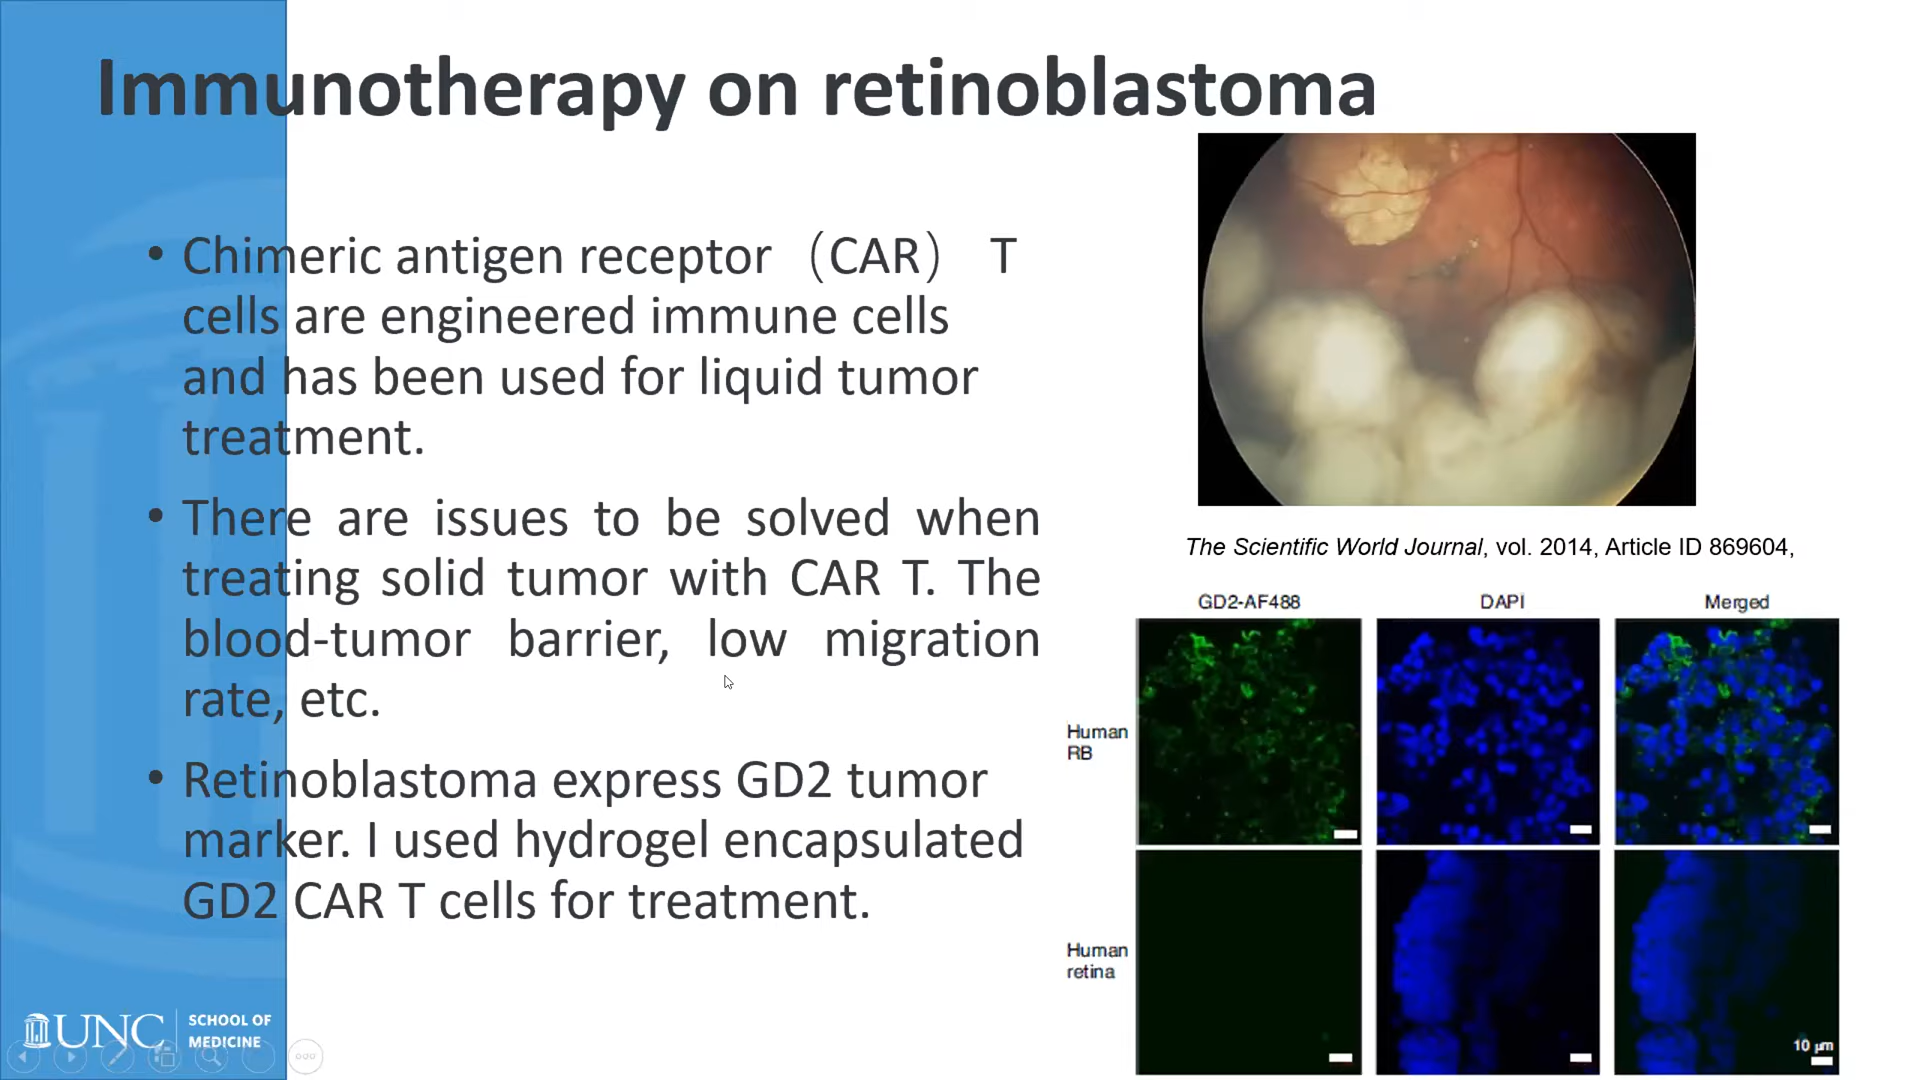 Immunotherapy on retinoblastoma
• Chimeric antigen receptor （CAR） T
cells are engineered immune cells
and has been used for liquid tumor
treatment.
• There are issues to be solved when
treating solid tumor with CAR T. The
blood-tumor barrier, low migration
rate, etc.
• Retinoblastoma express GD2 tumor
marker. I used hydrogel encapsulated
GD2 CAR T cells for treatment.
The Scientific World Journal, vol. 2014, Article ID 869604,
GD2-AF488
DAPI
Merged
Human
RB
Human
retina
10 µm
UNC
SCHOOL OF
MEDICINE